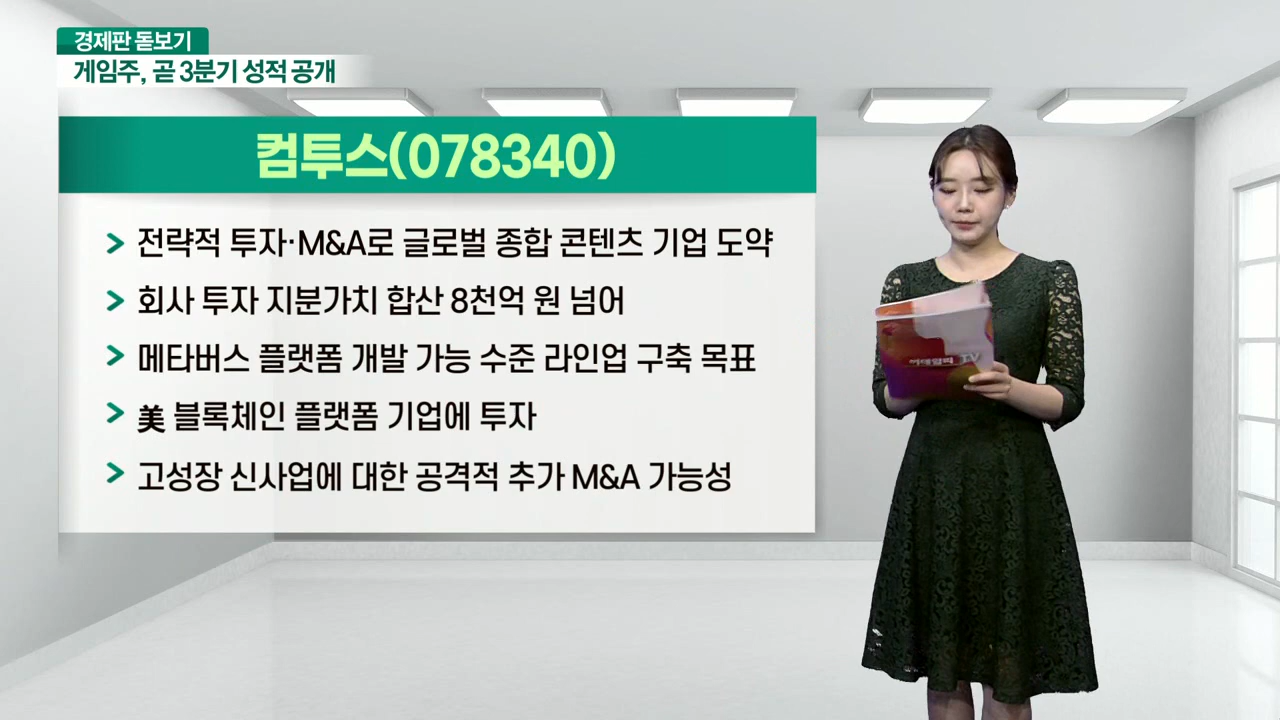 경제판 돋보기
게임주, 곧 3분기 성적 공개
컴투스(078340)
전략적 투자·M&A로 글로벌 종합 콘텐츠 기업 도약
회사 투자 지분가치 합산 8천억 원 넘어
메타버스 플랫폼 개발 가능 수준 라인업 구축 목표
美 블록체인 플랫폼 기업에 투자
고성장 신사업에 대한 공격적 추가 M&A 가능성
TV